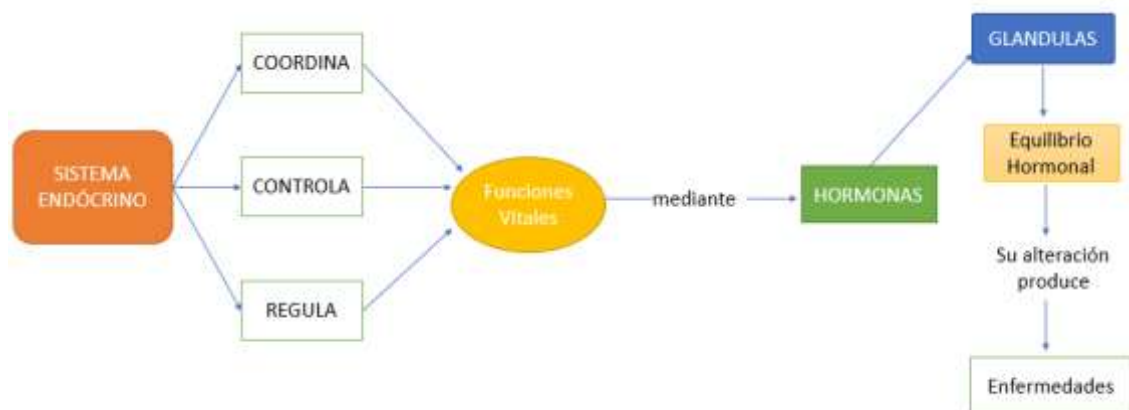 SISTEMA
ENDÓCRINO
COORDINA
CONTROLA
REGULA
Funciones
Vitales
mediante
HORMONAS
GLANDULAS
Equilibrio
Hormonal
Su alteración
produce
Enfermedades